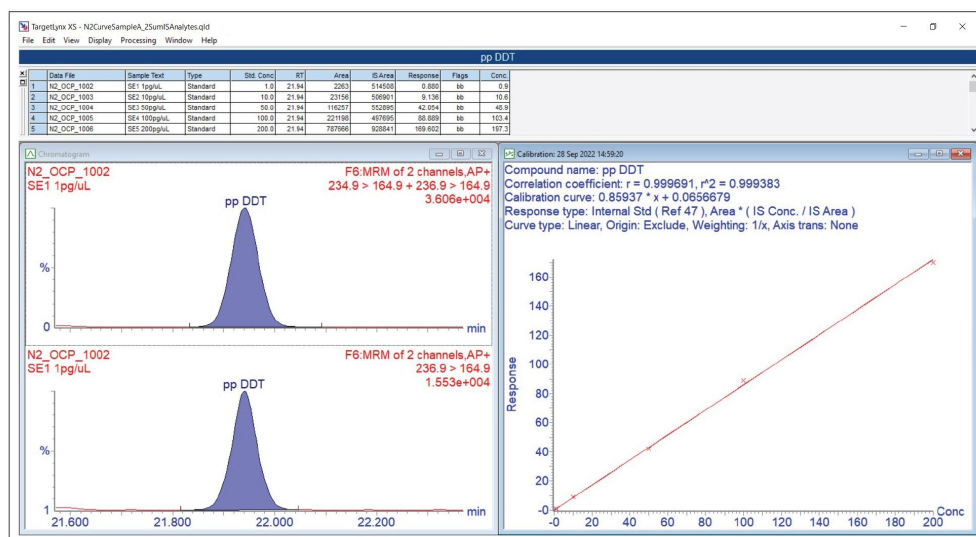 TargetLynx XS - N2CurveSampleA_2SumISAnalytes.qld
File Edit View Display Processing Window Help
pp DDT
Data File Sample Text Type Std. Conc RT Area IS Area Response Flags Conc.
1 N2_OCP_1002 SE1 1pg/uL Standard 1.0 21.94 2263 514508 0.880 bb 0.9
2 N2_OCP_1003 SE2 10pg/uL Standard 10.0 21.94 23156 506901 9.136 bb 10.6
3 N2_OCP_1004 SE3 50pg/uL Standard 50.0 21.94 116257 552895 42.054 bb 48.9
4 N2_OCP_1005 SE4 100pg/uL Standard 100.0 21.94 221198 497695 88.889 bb 103.4
5 N2_OCP_1006 SE5 200pg/uL Standard 200.0 21.94 787666 928841 169.602 bb 197.3
Chromatogram
N2_OCP_1002 F6:MRM of 2 channels,AP+
SE1 1pg/uL 234.9 > 164.9 + 236.9 > 164.9
3.606e+004
pp DDT
%
0
min
N2_OCP_1002 F6:MRM of 2 channels,AP+
SE1 1pg/uL 236.9 > 164.9
1.553e+004
pp DDT
%
1
min
21.600 21.800 22.000 22.200
Calibration: 28 Sep 2022 14:59:20
Compound name: pp DDT
Correlation coefficient: r = 0.999691, r^2 = 0.999383
Calibration curve: 0.85937 * x + 0.0656679
Response type: Internal Std ( Ref 47 ), Area * ( IS Conc. / IS Area )
Curve type: Linear, Origin: Exclude, Weighting: 1/x, Axis trans: None
160
140
120
100
80
60
40
20
-0
Response
Conc
-0 20 40 60 80 100 120 140 160 180 200